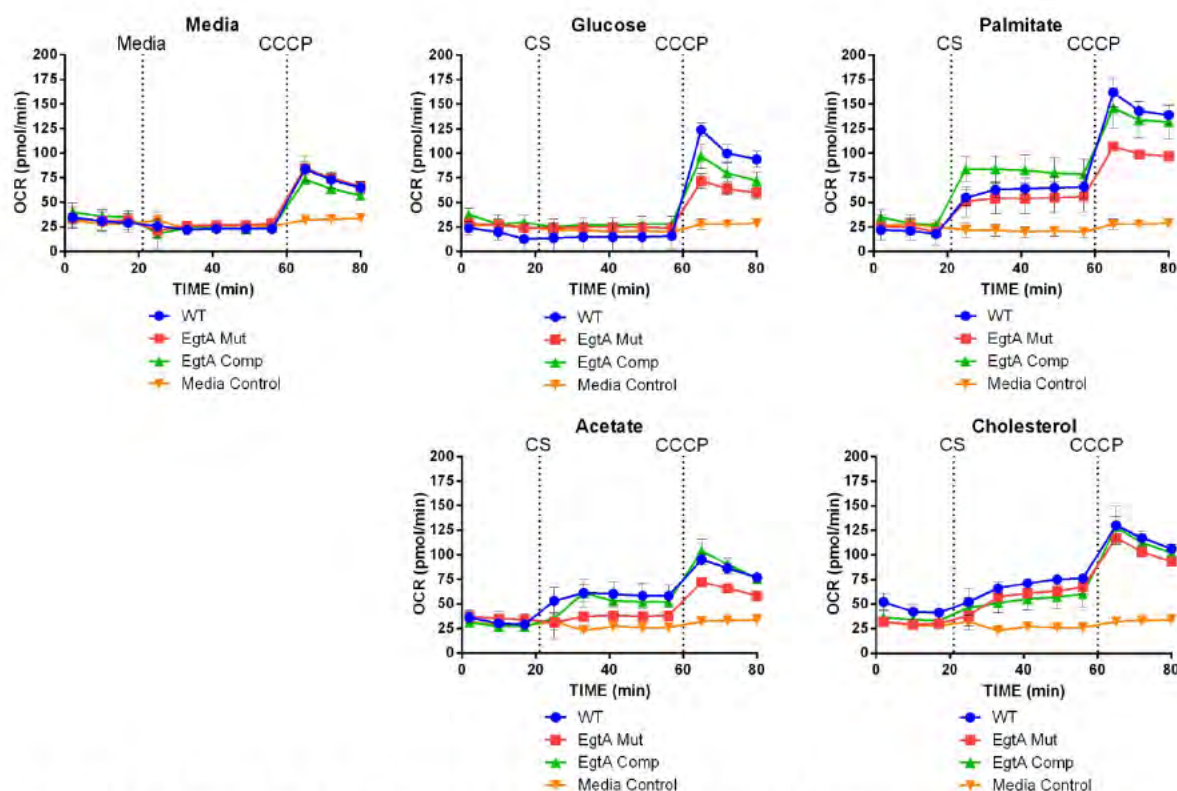 Media
Media CCCP
200
175
150
125
100
75
50
25
0
OCR (pmol/min)
0 20 40 60 80
TIME (min)
WT
EgtA Mut
EgtA Comp
Media Control
Glucose
CS CCCP
200
175
150
125
100
75
50
25
0
OCR (pmol/min)
0 20 40 60 80
TIME (min)
WT
EgtA Mut
EgtA Comp
Media Control
Palmitate
CS CCCP
200
175
150
125
100
75
50
25
0
OCR (pmol/min)
0 20 40 60 80
TIME (min)
WT
EgtA Mut
EgtA Comp
Media Control
Acetate
CS CCCP
200
175
150
125
100
75
50
25
0
OCR (pmol/min)
0 20 40 60 80
TIME (min)
WT
EgtA Mut
EgtA Comp
Media Control
Cholesterol
CS CCCP
200
175
150
125
100
75
50
25
0
OCR (pmol/min)
0 20 40 60 80
TIME (min)
WT
EgtA Mut
EgtA Comp
Media Control